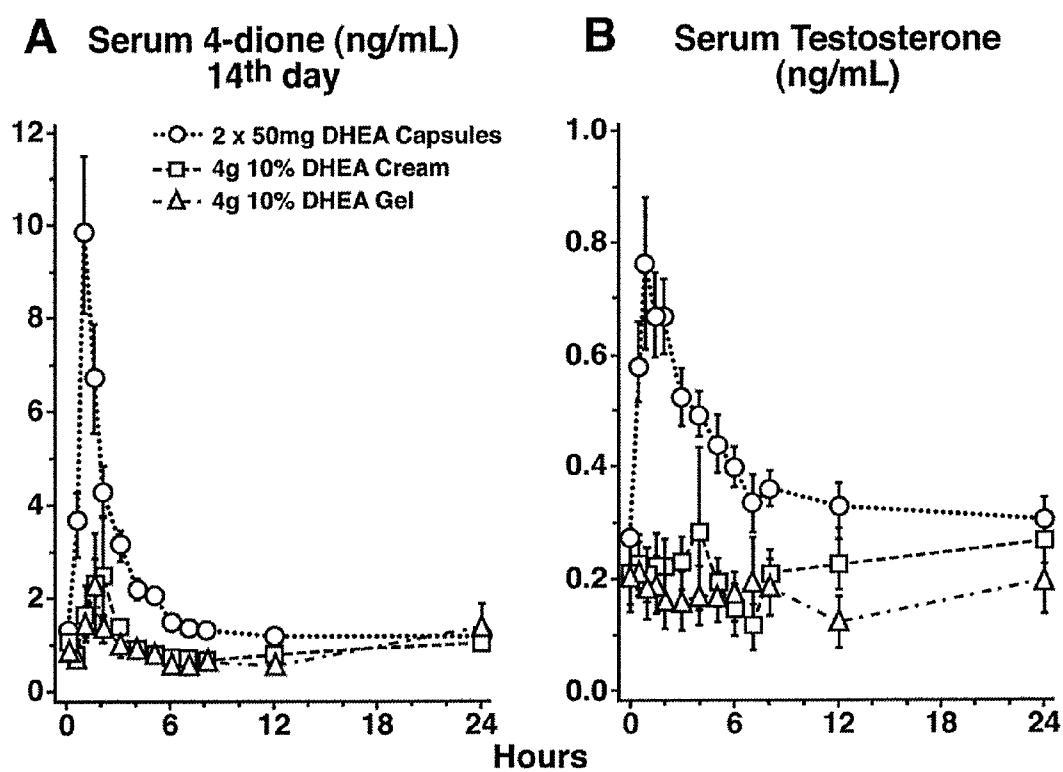 A Serum 4-dione (ng/mL)
14th day
2 x 50mg DHEA Capsules
4g 10% DHEA Cream
4g 10% DHEA Gel
12
10
8
6
4
2
0
0 6 12 18 24
B Serum Testosterone
(ng/mL)
1.0
0.8
0.6
0.4
0.2
0.0
0 6 12 18 24
Hours